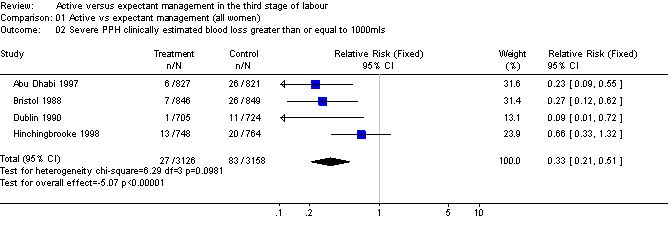 Review: Active versus expectant management in the third stage of labour
Comparison: 01 Active vs expectant management (all women)
Outcome: 02 Severe PPH clinically estimated blood loss greater than or equal to 1000mls
Study Treatment Control Relative Risk (Fixed) Weight Relative Risk (Fixed)
n/N n/N 95% CI (%) 95% CI
Abu Dhabi 1997 6 / 827 26 / 821 31.6 0.23 [0.09, 0.55]
Bristol 1988 7 / 846 26 / 849 31.4 0.27 [0.12, 0.62]
Dublin 1990 1 / 705 11 / 724 13.1 0.09 [0.01, 0.72]
Hinchingbrooke 1998 13 / 748 20 / 764 23.9 0.66 [0.33, 1.32]
Total (95% CI) 27 / 3126 83 / 3158 100.0 0.33 [0.21, 0.51]
Test for heterogeneity chi-square=6.29 df=3 p=0.0981
Test for overall effect=-5.07 p<0.00001
.1 .2 1 5 10